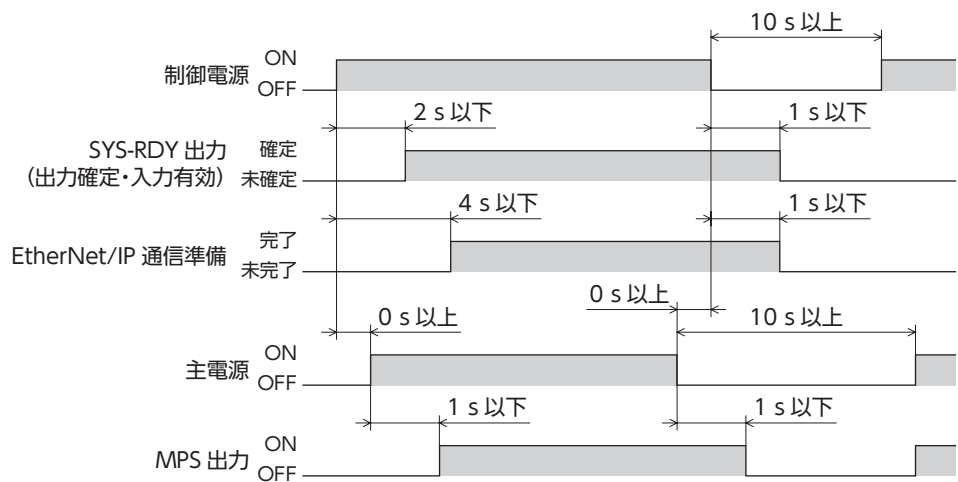 10 s 以上
制御電源
ON
OFF
2 s 以下
1 s 以下
SYS-RDY 出力
（出力確定・入力有効）
確定
未確定
4 s 以下
1 s 以下
EtherNet/IP 通信準備
完了
未完了
0 s 以上
0 s 以上
10 s 以上
主電源
ON
OFF
1 s 以下
1 s 以下
MPS 出力
ON
OFF